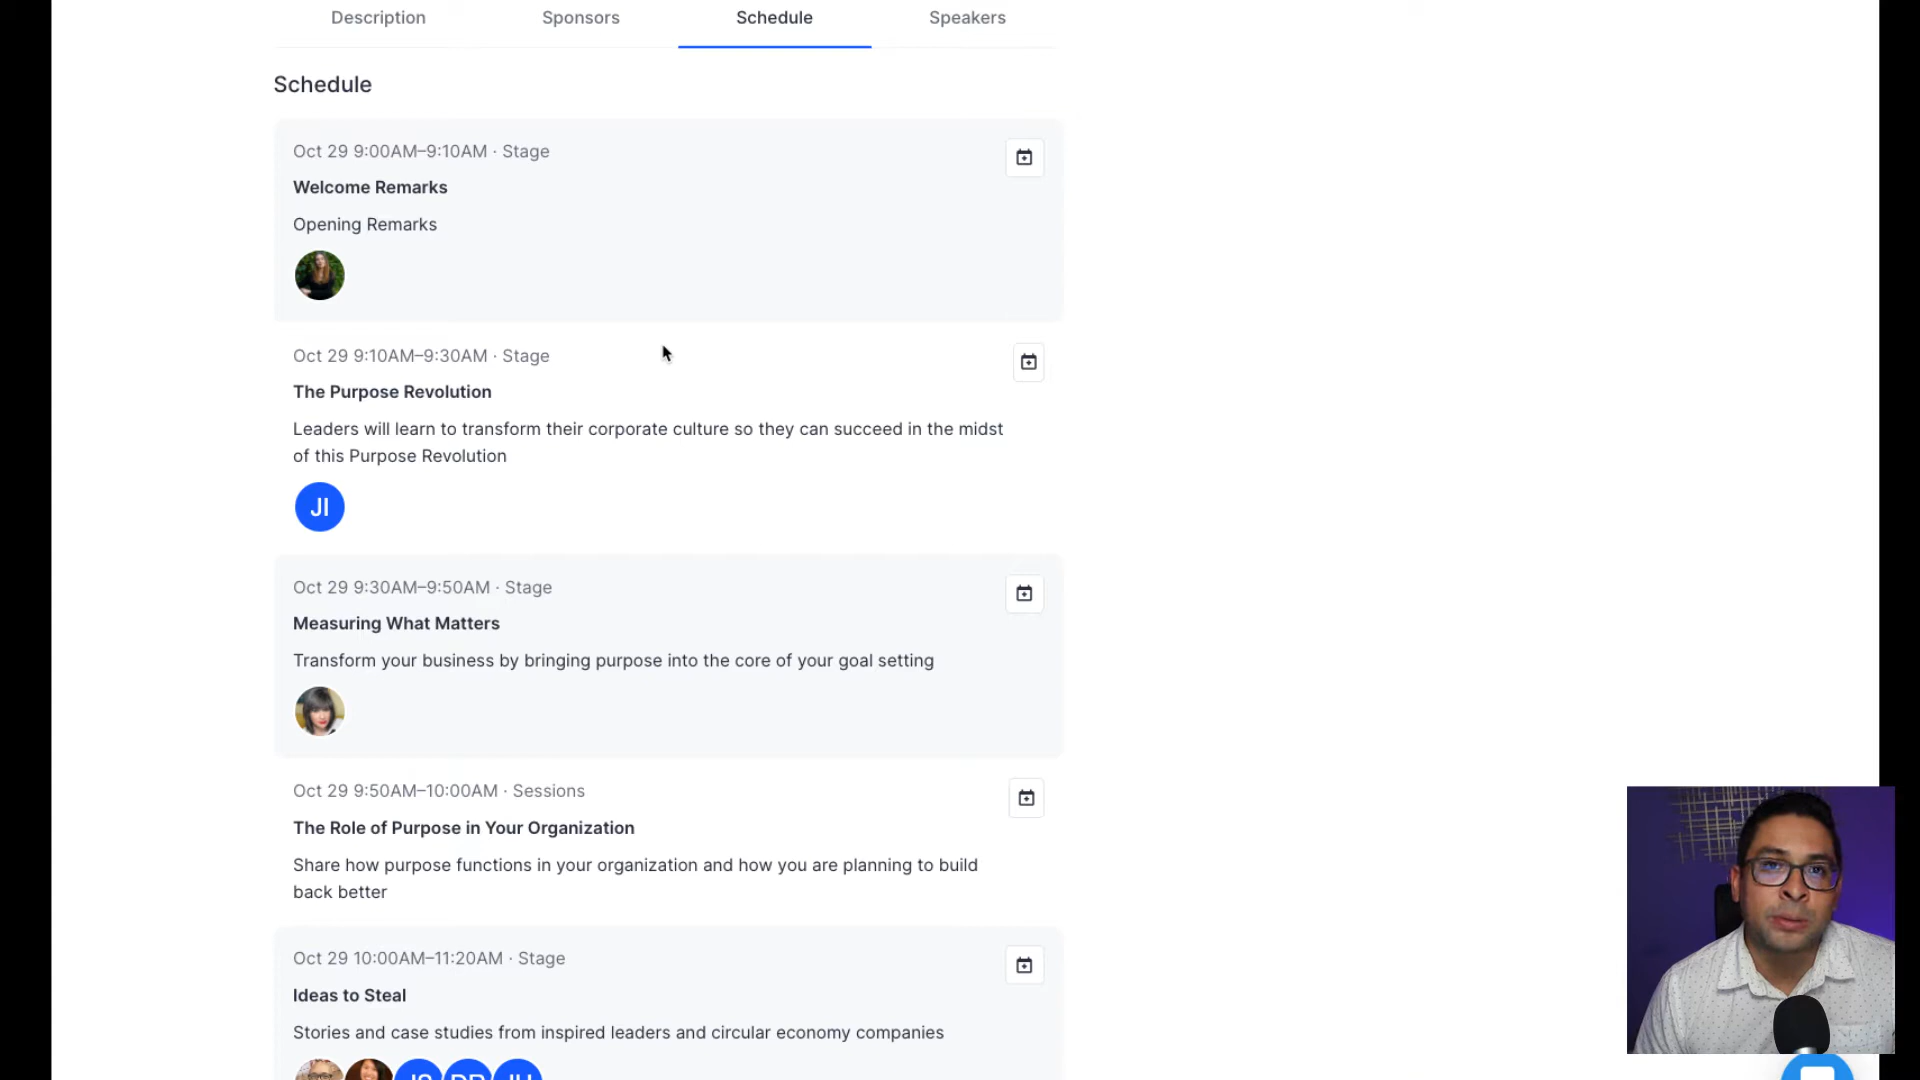 Description Sponsors Schedule Speakers
Schedule
Oct 29 9:00AM–9:10AM · Stage
Welcome Remarks
Opening Remarks
Oct 29 9:10AM–9:30AM · Stage
The Purpose Revolution
Leaders will learn to transform their corporate culture so they can succeed in the midst
of this Purpose Revolution
JI
Oct 29 9:30AM–9:50AM · Stage
Measuring What Matters
Transform your business by bringing purpose into the core of your goal setting
Oct 29 9:50AM–10:00AM · Sessions
The Role of Purpose in Your Organization
Share how purpose functions in your organization and how you are planning to build
back better
Oct 29 10:00AM–11:20AM · Stage
Ideas to Steal
Stories and case studies from inspired leaders and circular economy companies